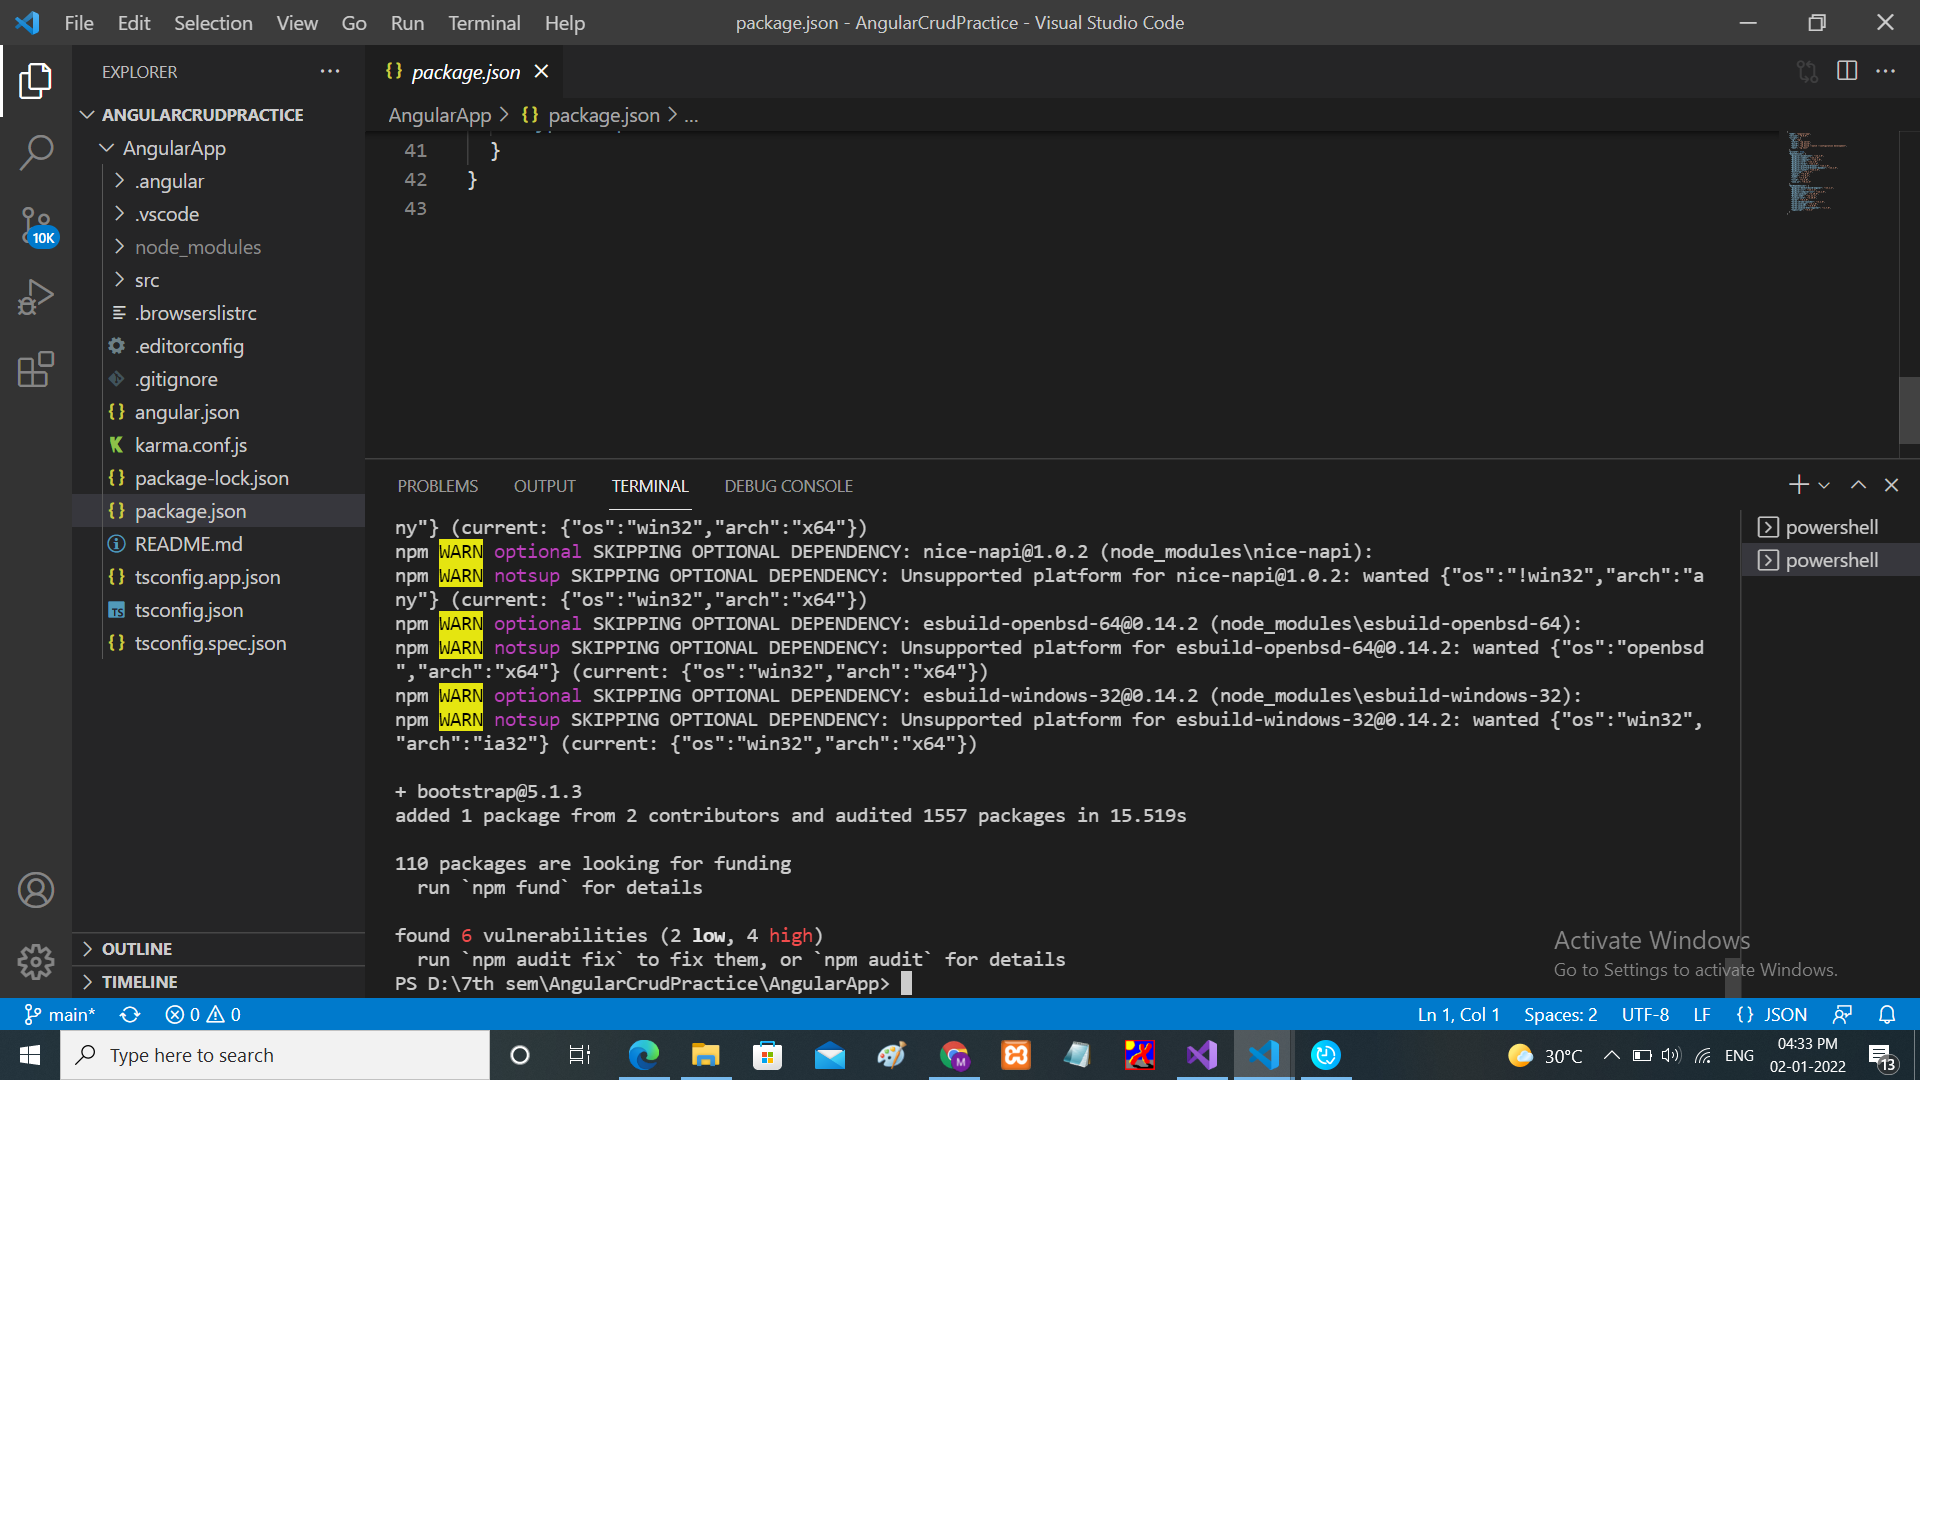 File Edit Selection View Go Run Terminal Help package.json - AngularCrudPractice - Visual Studio Code
EXPLORER
ANGULARCRUDPRACTICE
AngularApp
.angular
.vscode
node_modules
src
.browserslistrc
.editorconfig
.gitignore
angular.json
karma.conf.js
package-lock.json
package.json
README.md
tsconfig.app.json
tsconfig.json
tsconfig.spec.json
OUTLINE
TIMELINE
10K
{} package.json
AngularApp > {} package.json > ...
41 }
42 }
43
PROBLEMS OUTPUT TERMINAL DEBUG CONSOLE
ny"} (current: {"os":"win32","arch":"x64"})
npm WARN optional SKIPPING OPTIONAL DEPENDENCY: nice-napi@1.0.2 (node_modules\nice-napi):
npm WARN notsup SKIPPING OPTIONAL DEPENDENCY: Unsupported platform for nice-napi@1.0.2: wanted {"os":"!win32","arch":"a
ny"} (current: {"os":"win32","arch":"x64"})
npm WARN optional SKIPPING OPTIONAL DEPENDENCY: esbuild-openbsd-64@0.14.2 (node_modules\esbuild-openbsd-64):
npm WARN notsup SKIPPING OPTIONAL DEPENDENCY: Unsupported platform for esbuild-openbsd-64@0.14.2: wanted {"os":"openbsd
","arch":"x64"} (current: {"os":"win32","arch":"x64"})
npm WARN optional SKIPPING OPTIONAL DEPENDENCY: esbuild-windows-32@0.14.2 (node_modules\esbuild-windows-32):
npm WARN notsup SKIPPING OPTIONAL DEPENDENCY: Unsupported platform for esbuild-windows-32@0.14.2: wanted {"os":"win32",
"arch":"ia32"} (current: {"os":"win32","arch":"x64"})
+ bootstrap@5.1.3
added 1 package from 2 contributors and audited 1557 packages in 15.519s
110 packages are looking for funding
run `npm fund` for details
found 6 vulnerabilities (2 low, 4 high)
run `npm audit fix` to fix them, or `npm audit` for details
PS D:\7th sem\AngularCrudPractice\AngularApp>
powershell
powershell
Activate Windows
Go to Settings to activate Windows.
main* 0 0 Ln 1, Col 1 Spaces: 2 UTF-8 LF {} JSON
Type here to search 30°C ENG 04:33 PM
02-01-2022
13